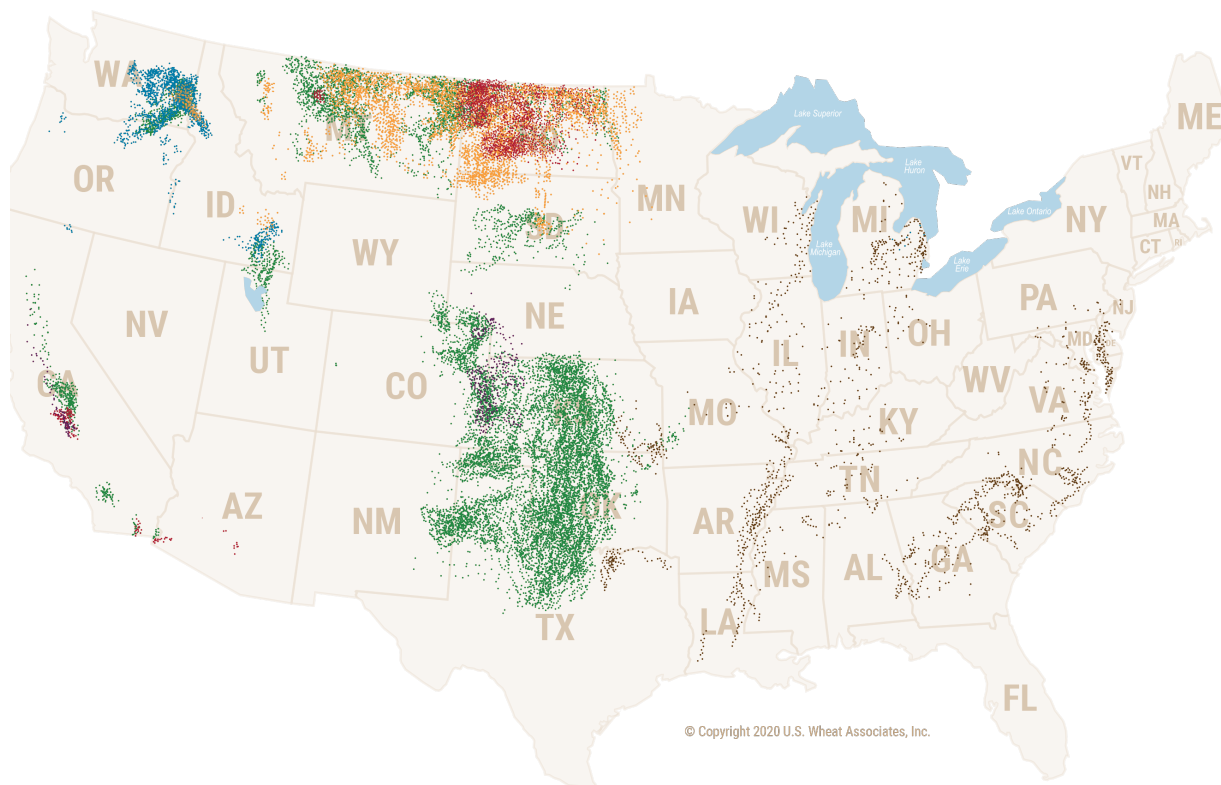 WA
ME
Lake Superior
OR
ID
MN
WI
MI
Lake
Huron
VT
NH
NY
MA
CT
RI
Lake Ontario
SD
WY
Lake
Michigan
Lake
Erie
NV
UT
CO
NE
IA
IL
IN
OH
PA
NJ
MD
DE
WV
VA
CA
MO
KY
AZ
NM
OK
AR
TN
NC
SC
MS
AL
GA
TX
LA
FL
© Copyright 2020 U.S. Wheat Associates, Inc.